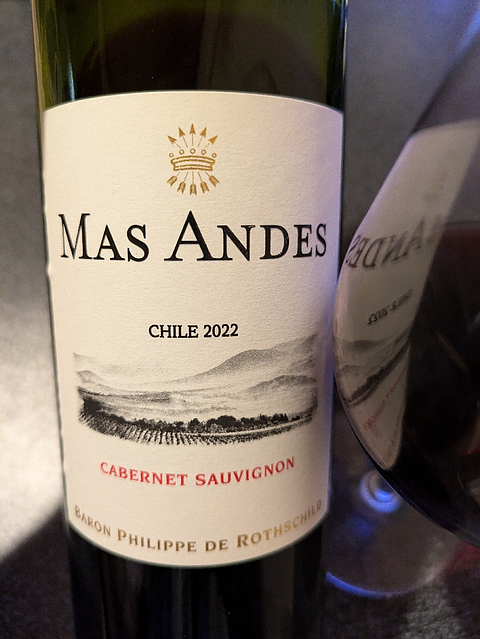 MAS ANDES
CHILE 2022
CABERNET SAUVIGNON
BARON PHILIPPE DE ROTHSCHILD